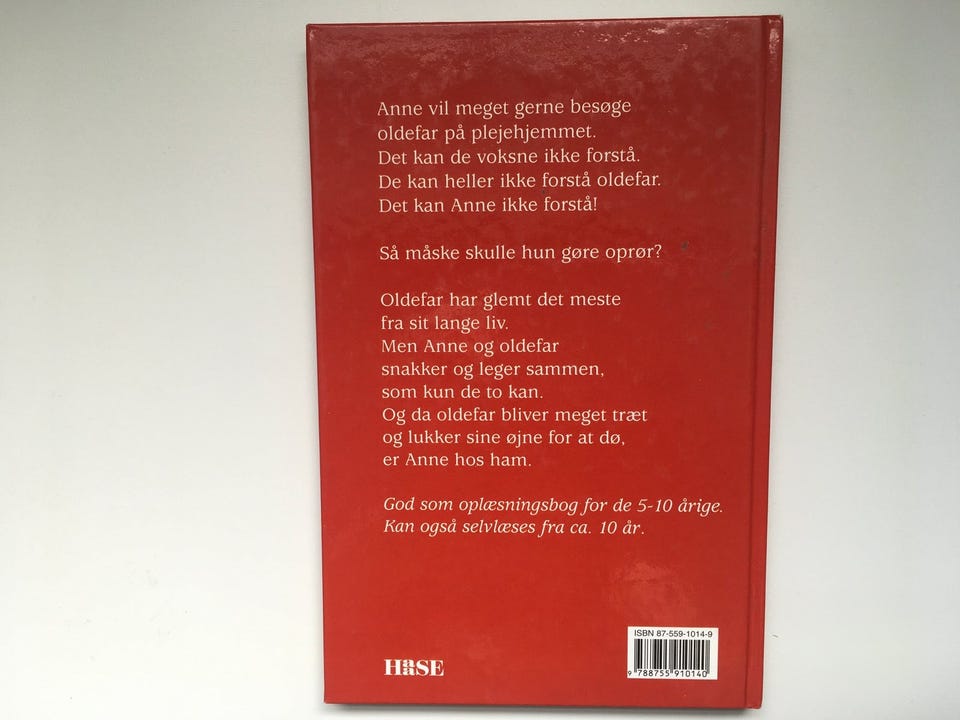 Anne vil meget gerne besøge
oldefar på plejehjemmet.
Det kan de voksne ikke forstå.
De kan heller ikke forstå oldefar.
Det kan Anne ikke forstå!
Så måske skulle hun gøre oprør?
Oldefar har glemt det meste
fra sit lange liv.
Men Anne og oldefar
snakker og leger sammen,
som kun de to kan.
Og da oldefar bliver meget træt
og lukker sine øjne for at dø,
er Anne hos ham.
God som oplæsningsbog for de 5-10 årige.
Kan også selvlæses fra ca. 10 år.
ISBN 87-559-1014-9
9 788755 910140
HaaSE